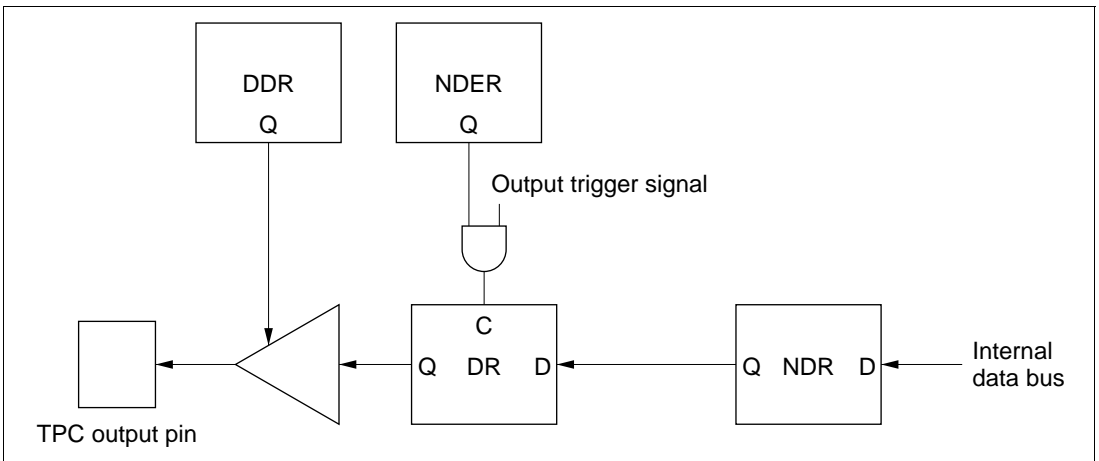 DDR
Q
NDER
Q
Output trigger signal
C
Q DR D
Q NDR D
Internal
data bus
TPC output pin